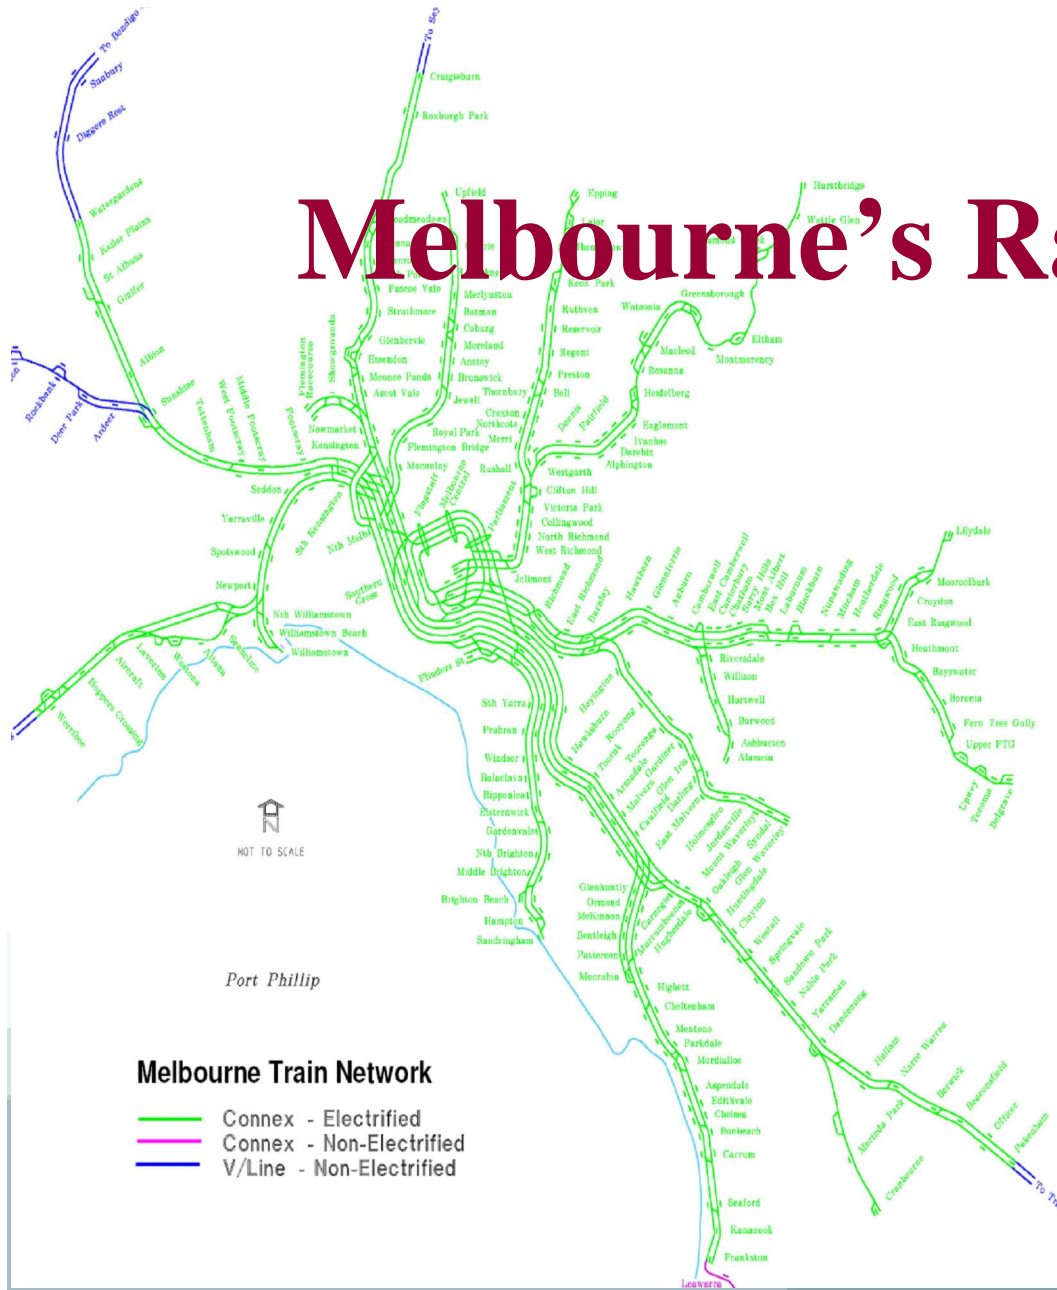 Melbourne's Ra
To Bendigo
Sunbury
Diggers Rest
Watergardens
Keilor Plains
St Albans
Ginifer
Albion
Sunshine
Rockbank
Deer Park
Ardeer
Tottenham
West Footscray
Middle Footscray
Footscray
To Sey
Craigieburn
Roxburgh Park
Pascoe Vale
Strathmore
Glenbervie
Essendon
Moonee Ponds
Ascot Vale
Flemington
Racecourse
Showgrounds
Newmarket
Kensington
Upfield
Merlynston
Batman
Coburg
Moreland
Anstey
Brunswick
Jewell
Royal Park
Flemington Bridge
Macaulay
Epping
Lalor
Keon Park
Ruthven
Reservoir
Regent
Preston
Bell
Thornbury
Croxton
Northcote
Merri
Rushall
Hurstbridge
Wattle Glen
Eltham
Montmorency
Greensborough
Watsonia
Macleod
Rosanna
Heidelberg
Eaglemont
Ivanhoe
Darebin
Alphington
Fairfield
Dennis
Westgarth
Clifton Hill
Victoria Park
Collingwood
North Richmond
West Richmond
Jolimont
Flagstaff
Melbourne
Central
Parliament
Southern
Cross
Flinders St
Nth Melb
Sth Kensington
Seddon
Yarraville
Spotswood
Newport
Nth Williamstown
Williamstown Beach
Williamstown
Seaholme
Altona
Westona
Laverton
Aircraft
Hoppers Crossing
Werribee
Richmond
East Richmond
Burnley
Hawthorn
Glenferrie
Auburn
Camberwell
East Camberwell
Canterbury
Chatham
Surry Hills
Mont Albert
Box Hill
Laburnum
Blackburn
Nunawading
Mitcham
Heatherdale
Ringwood
Lilydale
Mooroolbark
Croydon
East Ringwood
Heathmont
Bayswater
Boronia
Fern Tree Gully
Upper FTG
Upwey
Tecoma
Belgrave
Riversdale
Willison
Hartwell
Burwood
Ashburton
Alamein
Heyington
Kooyong
Tooronga
Gardiner
Glen Iris
Darling
East Malvern
Holmesglen
Jordanville
Mount Waverley
Syndal
Glen Waverley
Sth Yarra
Prahran
Windsor
Balaclava
Ripponlea
Elsternwick
Gardenvale
Nth Brighton
Middle Brighton
Brighton Beach
Hampton
Sandringham
Hawksburn
Toorak
Armadale
Malvern
Caulfield
Glenhuntly
Ormond
McKinnon
Bentleigh
Patterson
Moorabin
Highett
Cheltenham
Mentone
Parkdale
Mordialloc
Aspendale
Edithvale
Chelsea
Bonbeach
Carrum
Seaford
Kananook
Frankston
Leawarra
Carnegie
Murrumbeena
Hughesdale
Oakleigh
Huntingdale
Clayton
Westall
Springvale
Sandown Park
Noble Park
Yarraman
Dandenong
Hallam
Narre Warren
Berwick
Beaconsfield
Officer
Pakenham
To Tra
Merinda Park
Cranbourne
N
NOT TO SCALE
Port Phillip
Melbourne Train Network
Connex - Electrified
Connex - Non-Electrified
V/Line - Non-Electrified